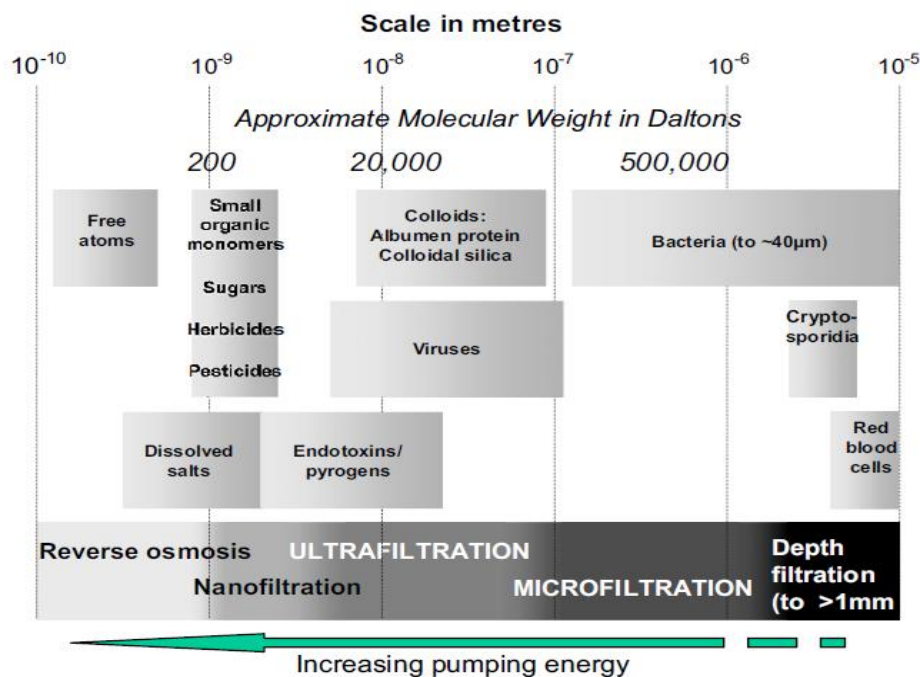 Scale in metres
10⁻¹⁰ 10⁻⁹ 10⁻⁸ 10⁻⁷ 10⁻⁶ 10⁻⁵
Approximate Molecular Weight in Daltons
200 20,000 500,000
Free
atoms
Small
organic
monomers
Sugars
Herbicides
Pesticides
Colloids:
Albumen protein
Colloidal silica
Bacteria (to ~40µm)
Viruses
Crypto-
sporidia
Dissolved
salts
Endotoxins/
pyrogens
Red
blood
cells
Reverse osmosis
Nanofiltration
ULTRAFILTRATION
MICROFILTRATION
Depth
filtration
(to >1mm
Increasing pumping energy